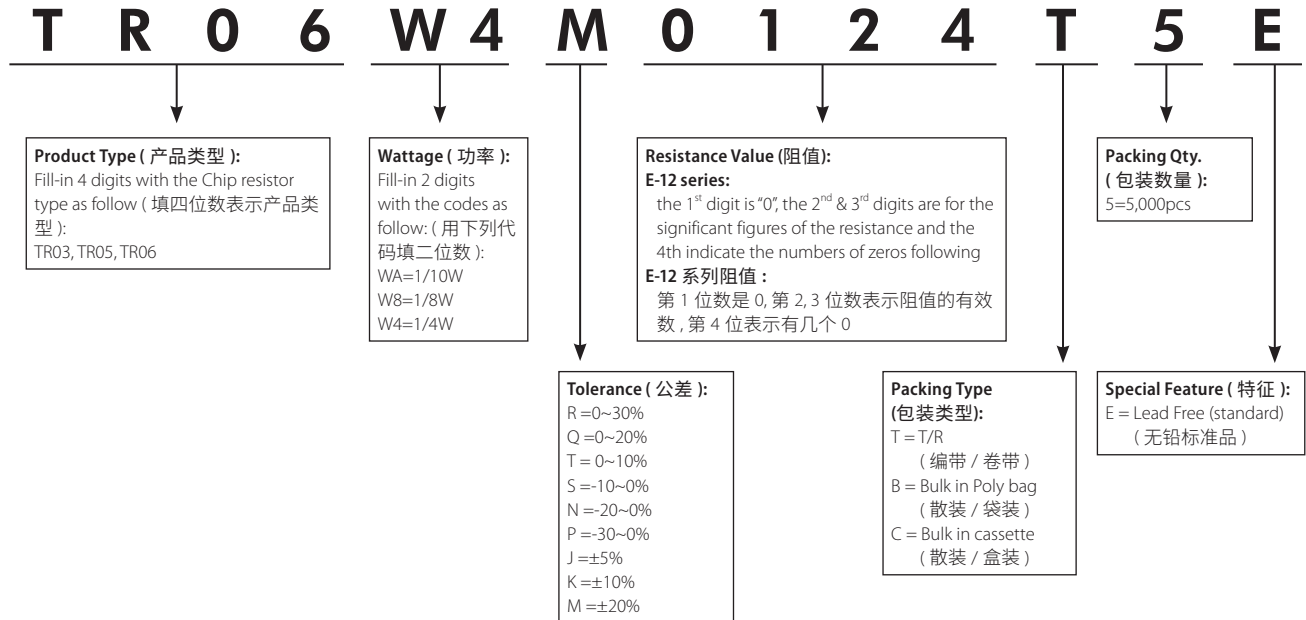 T R 0 6 W 4 M 0 1 2 4 T 5 E
Product Type ( 产品类型 ):
Fill-in 4 digits with the Chip resistor
type as follow ( 填四位数表示产品类
型 ):
TR03, TR05, TR06
Wattage ( 功率 ):
Fill-in 2 digits
with the codes as
follow: ( 用下列代
码填二位数 ):
WA=1/10W
W8=1/8W
W4=1/4W
Resistance Value (阻值):
E-12 series:
the 1st digit is "0", the 2nd & 3rd digits are for the
significant figures of the resistance and the
4th indicate the numbers of zeros following
E-12 系列阻值 :
第 1 位数是 0, 第 2, 3 位数表示阻值的有效
数 , 第 4 位表示有几个 0
Packing Qty.
( 包装数量 ):
5=5,000pcs
Tolerance ( 公差 ):
R =0~30%
Q =0~20%
T = 0~10%
S =-10~0%
N =-20~0%
P =-30~0%
J =±5%
K =±10%
M =±20%
Packing Type
(包装类型):
T = T/R
( 编带 / 卷带 )
B = Bulk in Poly bag
( 散装 / 袋装 )
C = Bulk in cassette
( 散装 / 盒装 )
Special Feature ( 特征 ):
E = Lead Free (standard)
( 无铅标准品 )